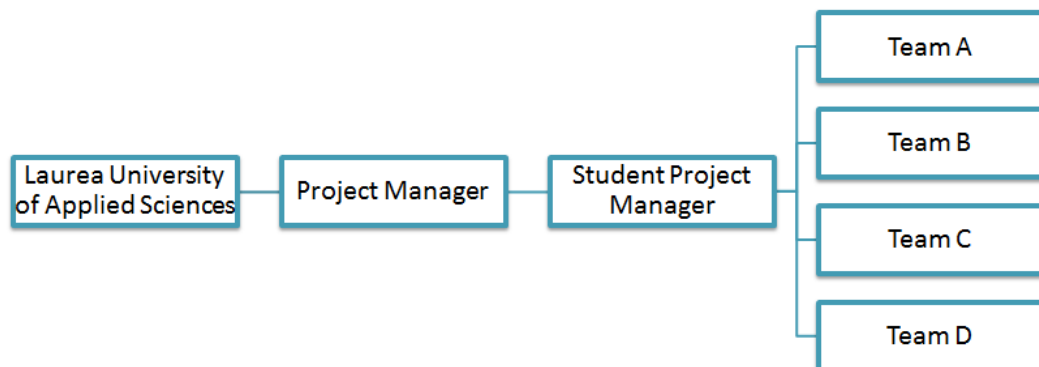 Laurea University
of Applied Sciences
Project Manager
Student Project
Manager
Team A
Team B
Team C
Team D